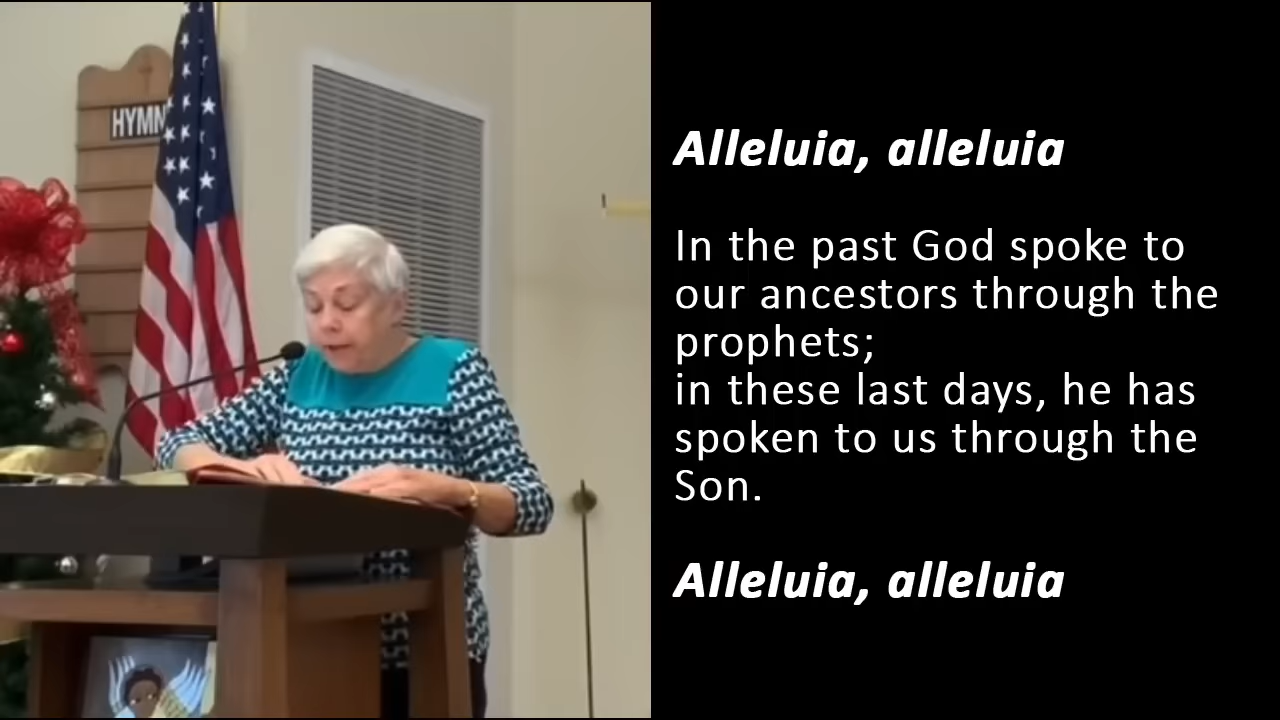 HYMN
Alleluia, alleluia
In the past God spoke to
our ancestors through the
prophets;
in these last days, he has
spoken to us through the
Son.
Alleluia, alleluia